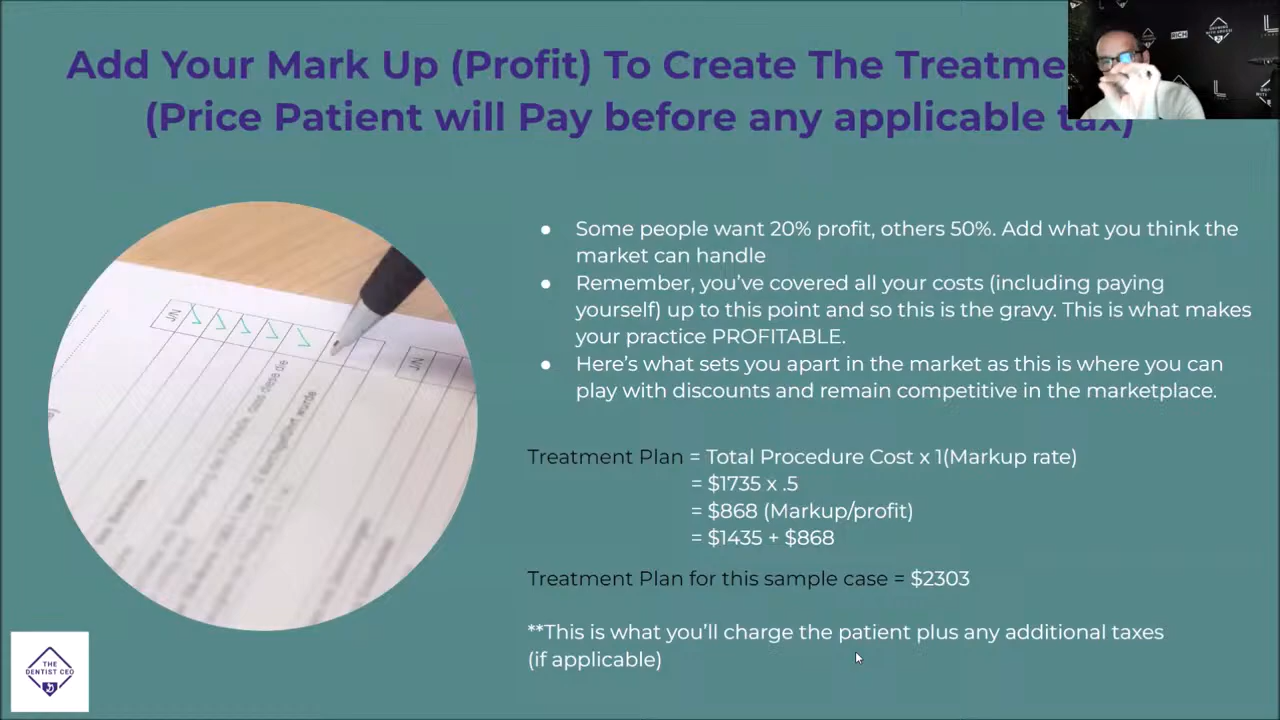 Add Your Mark Up (Profit) To Create The Treatme
(Price Patient will Pay before any applicable tax)
RICH
● Some people want 20% profit, others 50%. Add what you think the
market can handle
● Remember, you've covered all your costs (including paying
yourself) up to this point and so this is the gravy. This is what makes
your practice PROFITABLE.
● Here's what sets you apart in the market as this is where you can
play with discounts and remain competitive in the marketplace.
Treatment Plan = Total Procedure Cost x 1(Markup rate)
= $1735 x .5
= $868 (Markup/profit)
= $1435 + $868
Treatment Plan for this sample case = $2303
**This is what you'll charge the patient plus any additional taxes
(if applicable)
THE
DENTIST CEO